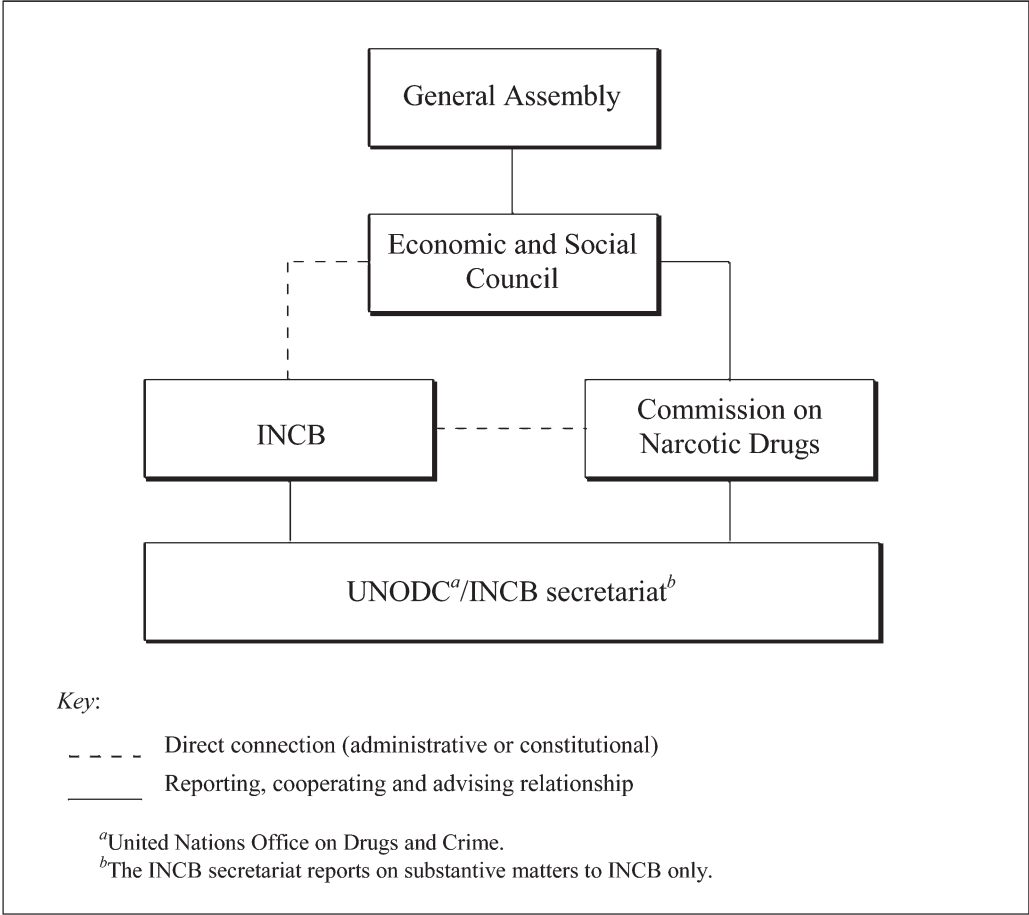 General Assembly
Economic and Social
Council
INCB
Commission on
Narcotic Drugs
UNODCa/INCB secretariatb
Key:
Direct connection (administrative or constitutional)
Reporting, cooperating and advising relationship
aUnited Nations Office on Drugs and Crime.
bThe INCB secretariat reports on substantive matters to INCB only.